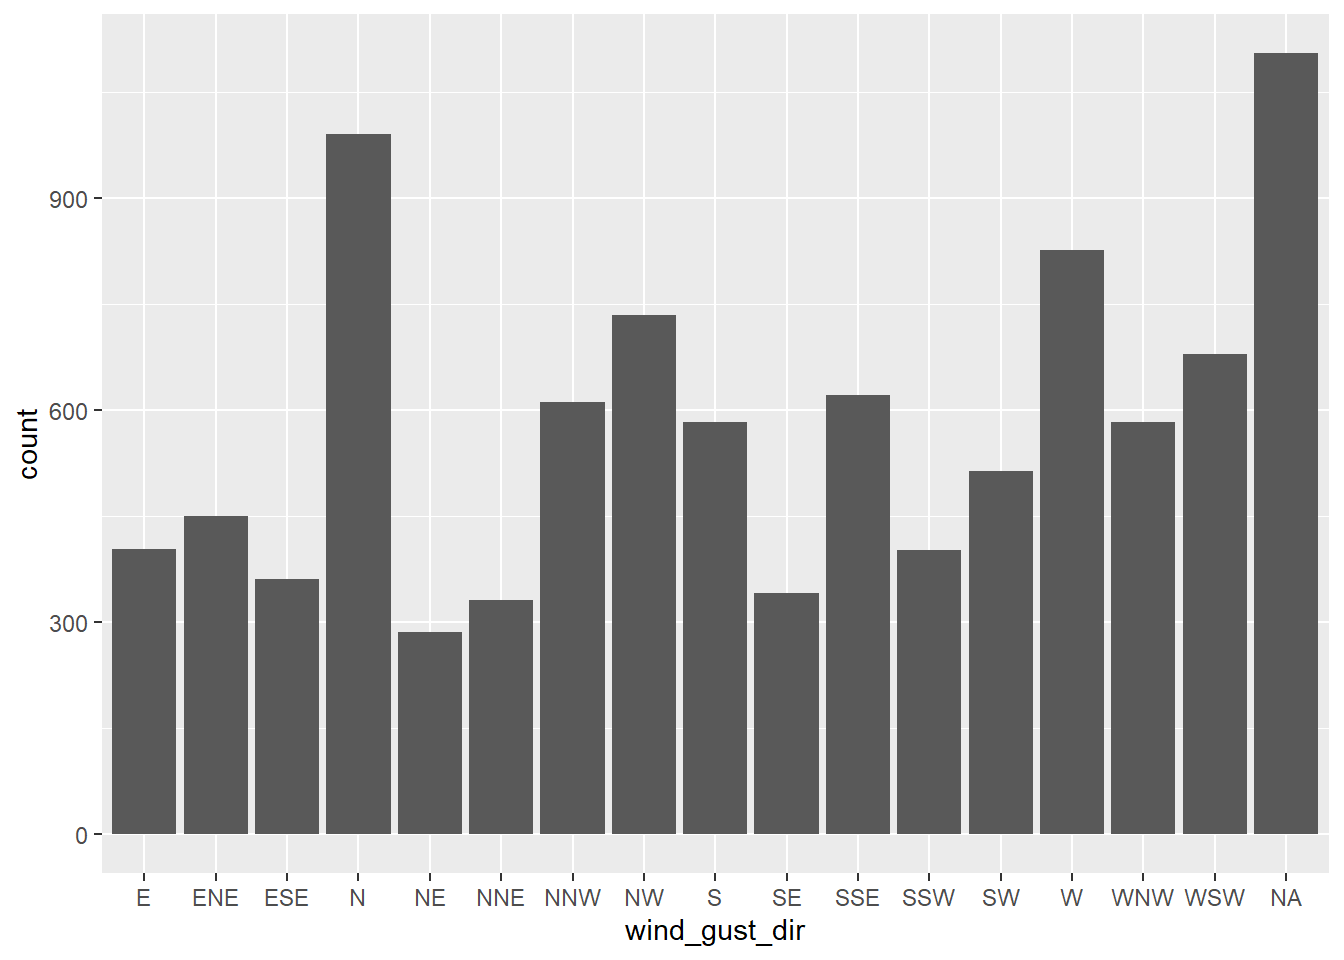 count
900
600
300
0
E ENE ESE N NE NNE NNW NW S SE SSE SSW SW W WNW WSW NA
wind_gust_dir